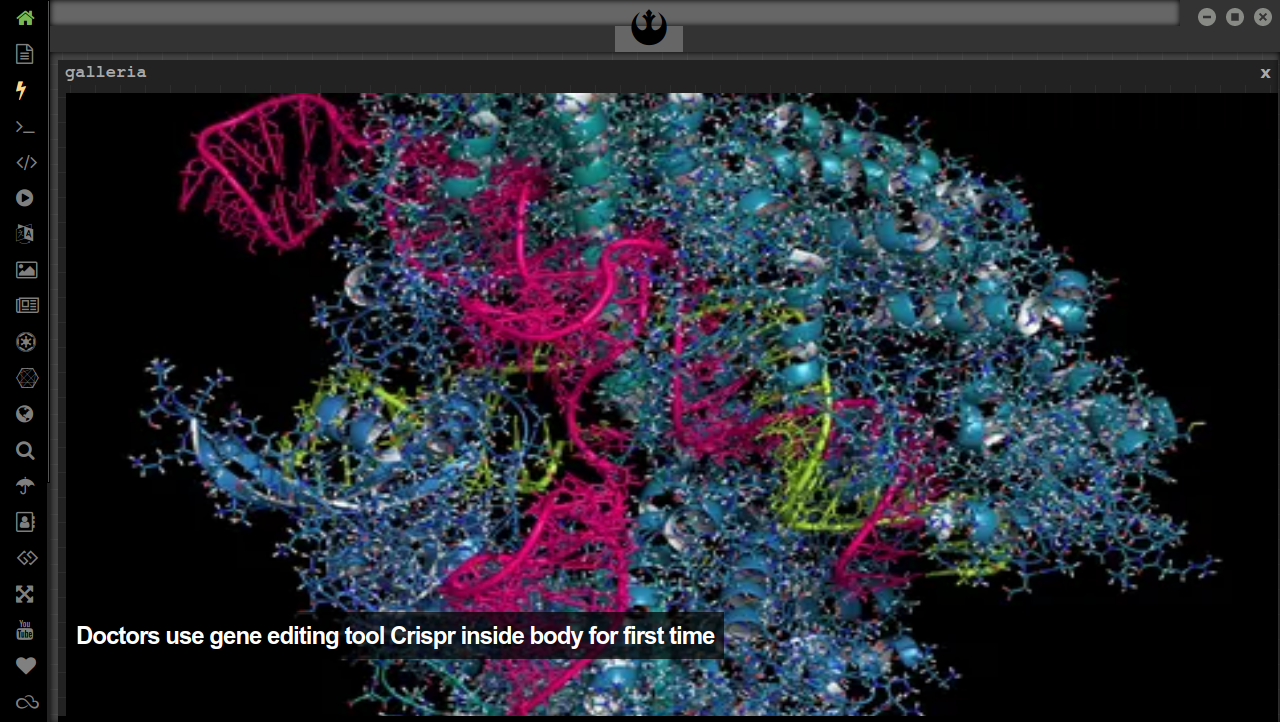 galleria
x
Doctors use gene editing tool Crispr inside body for first time
You
Tube